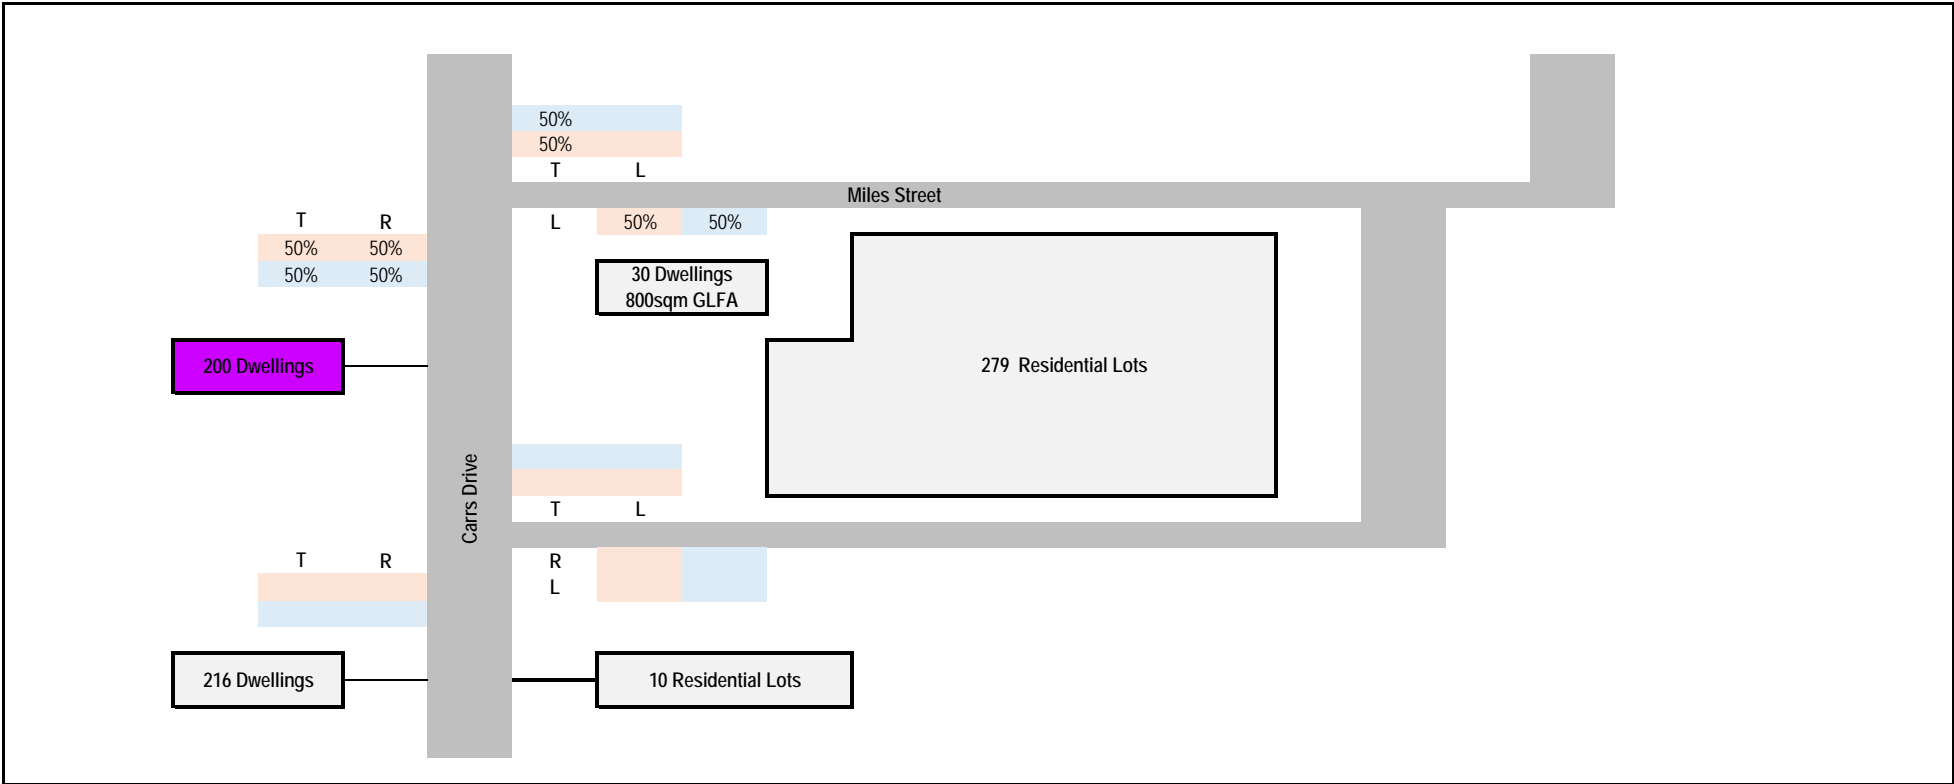 50%
50%
T L
Miles Street
T R
L 50% 50%
50% 50%
50% 50%
30 Dwellings
800sqm GLFA
200 Dwellings
279 Residential Lots
Carrs Drive
T L
T R
R
L
216 Dwellings
10 Residential Lots